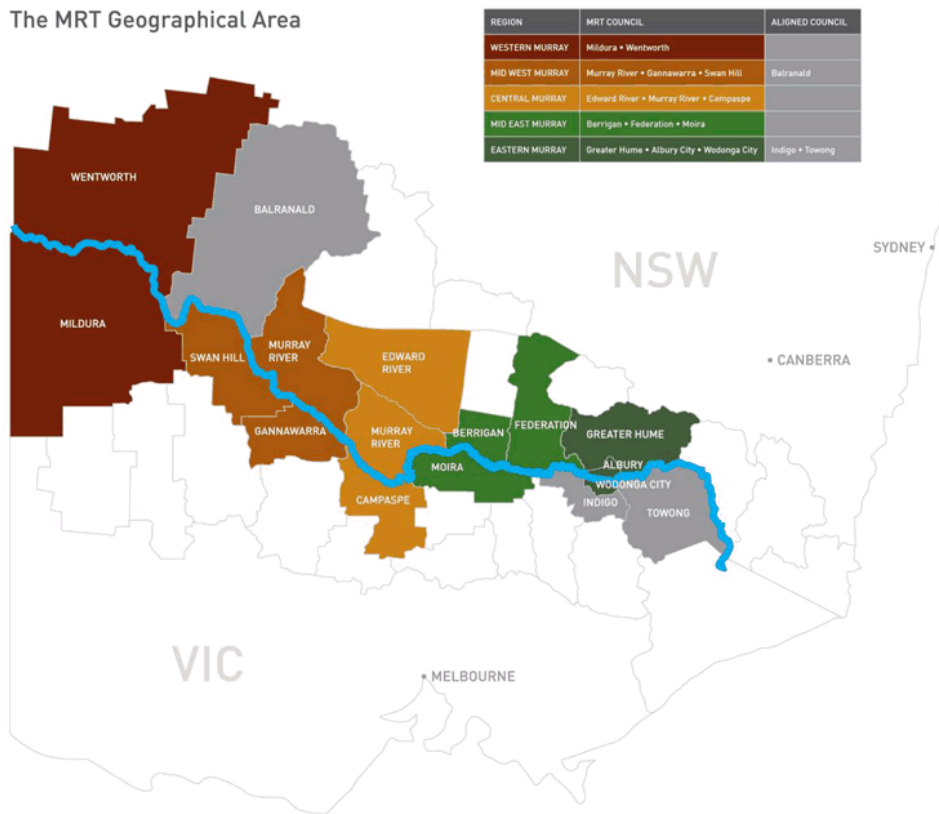 The MRT Geographical Area
REGION MRT COUNCIL ALIGNED COUNCIL
WESTERN MURRAY Mildura • Wentworth
MID WEST MURRAY Murray River • Gannawarra • Swan Hill Balranald
CENTRAL MURRAY Edward River • Murray River • Campaspe
MID EAST MURRAY Berrigan • Federation • Moira
EASTERN MURRAY Greater Hume • Albury City • Wodonga City Indigo • Towong
WENTWORTH
BALRANALD
NSW
SYDNEY
MILDURA
SWAN HILL
MURRAY
RIVER
EDWARD
RIVER
CANBERRA
GANNAWARRA
MURRAY
RIVER
BERRIGAN
FEDERATION
GREATER HUME
MOIRA
ALBURY
WODONGA CITY
CAMPASPE
INDIGO
TOWONG
VIC
MELBOURNE